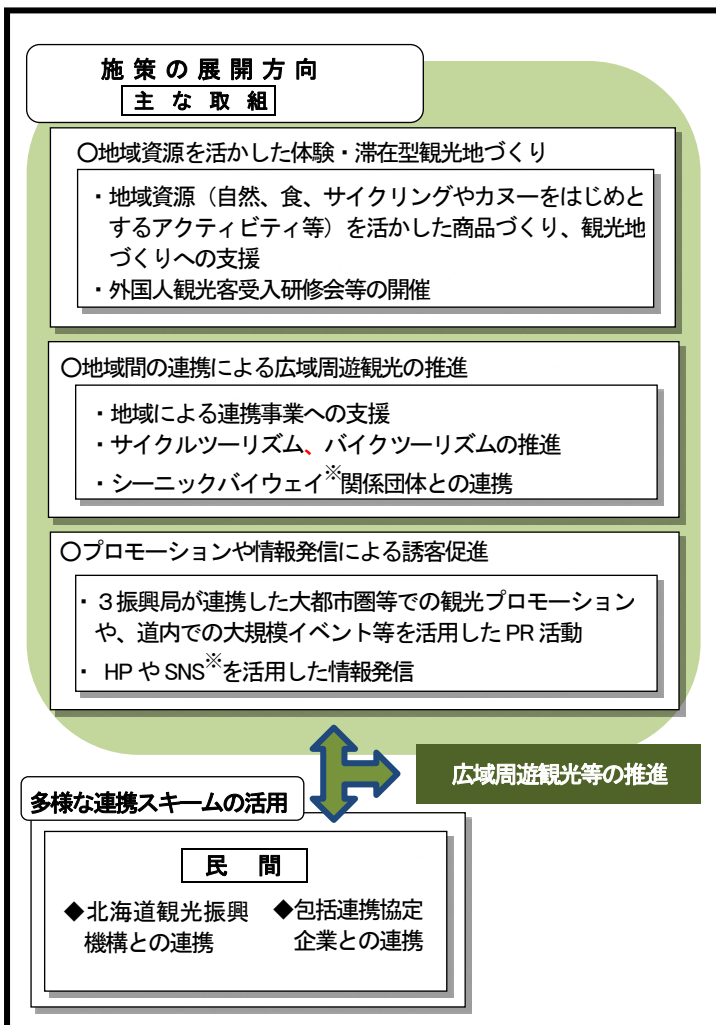 施策の展開方向
主な取組
〇地域資源を活かした体験・滞在型観光地づくり
・地域資源（自然、食、サイクリングやカヌーをはじめと
するアクティビティ等）を活かした商品づくり、観光地
づくりへの支援
・外国人観光客受入研修会等の開催
〇地域間の連携による広域周遊観光の推進
・地域による連携事業への支援
・サイクルツーリズム、バイクツーリズムの推進
・シーニックバイウェイ※関係団体との連携
〇プロモーションや情報発信による誘客促進
・３振興局が連携した大都市圏等での観光プロモーション
や、道内での大規模イベント等を活用した PR 活動
・ HP や SNS※を活用した情報発信
広域周遊観光等の推進
多様な連携スキームの活用
民 間
◆北海道観光振興
機構との連携
◆包括連携協定
企業との連携